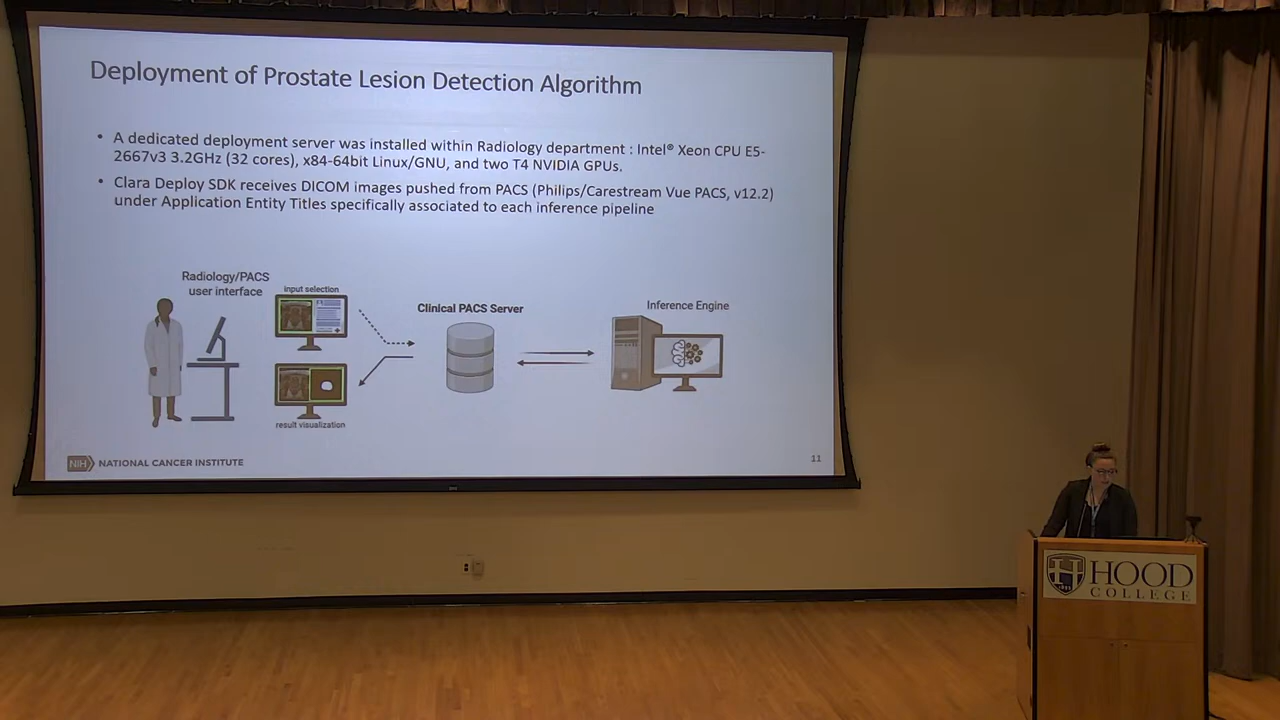 Deployment of Prostate Lesion Detection Algorithm
• A dedicated deployment server was installed within Radiology department : Intel® Xeon CPU E5-
2667v3 3.2GHz (32 cores), x84-64bit Linux/GNU, and two T4 NVIDIA GPUs.
• Clara Deploy SDK receives DICOM images pushed from PACS (Philips/Carestream Vue PACS, v12.2)
under Application Entity Titles specifically associated to each inference pipeline
Radiology/PACS
user interface
input selection
Clinical PACS Server
Inference Engine
result visualization
NIH NATIONAL CANCER INSTITUTE
11
HOOD
COLLEGE